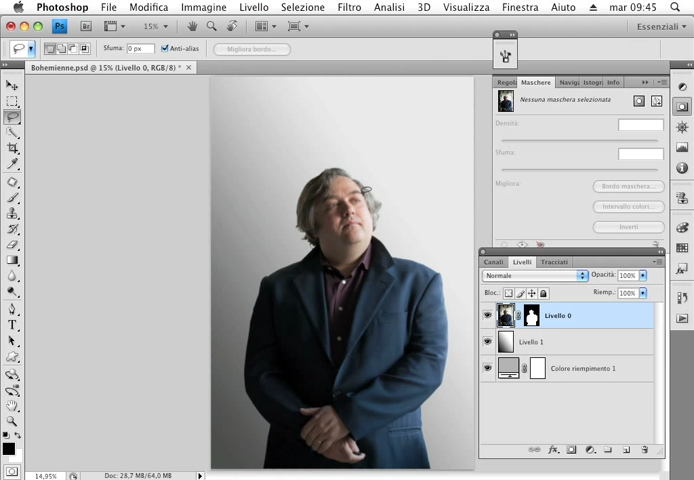 Photoshop File Modifica Immagine Livello Selezione Filtro Analisi 3D Visualizza Finestra Aiuto mar 09:45
Ps 15% Essenziali
Sfuma: 0 px Anti-alias Migliora bordo...
Bohemienne.psd @ 15% (Livello 0, RGB/8) *
Regola Maschere Naviga Istogr Info
Nessuna maschera selezionata
Densità:
Sfuma:
Migliora: Bordo maschera...
Intervallo colori...
Inverti
Canali Livelli Tracciati
Normale Opacità: 100%
Bloc.: Riemp.: 100%
Livello 0
Livello 1
Colore riempimento 1
14,95% Doc: 28,7 MB/64,0 MB